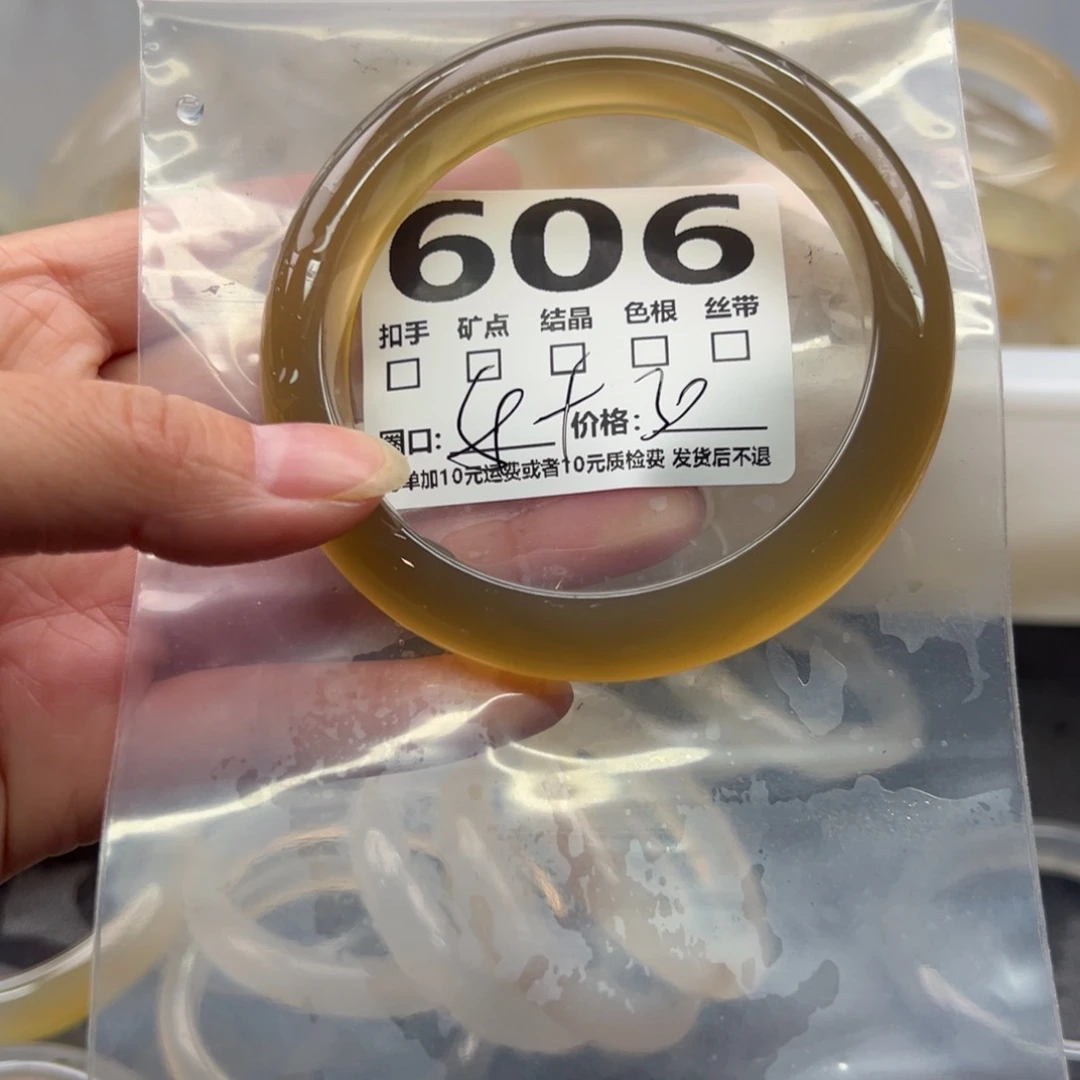 606
扣手 矿点 结晶 色根 丝带
圈口: 价格:
单加10元运费或者10元质检费 发货后不退